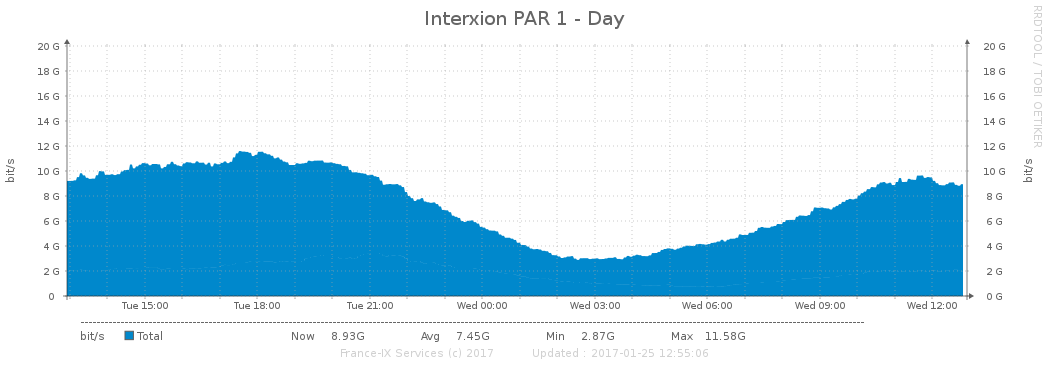 Interxion PAR 1 - Day
RRDTOOL / TOBI OETIKER
bit/s
20 G
18 G
16 G
14 G
12 G
10 G
8 G
6 G
4 G
2 G
0
20 G
18 G
16 G
14 G
12 G
10 G
8 G
6 G
4 G
2 G
0 G
bit/s
Tue 15:00 Tue 18:00 Tue 21:00 Wed 00:00 Wed 03:00 Wed 06:00 Wed 09:00 Wed 12:00
bit/s Total Now 8.93G Avg 7.45G Min 2.87G Max 11.58G
France-IX Services (c) 2017 Updated : 2017-01-25 12:55:06